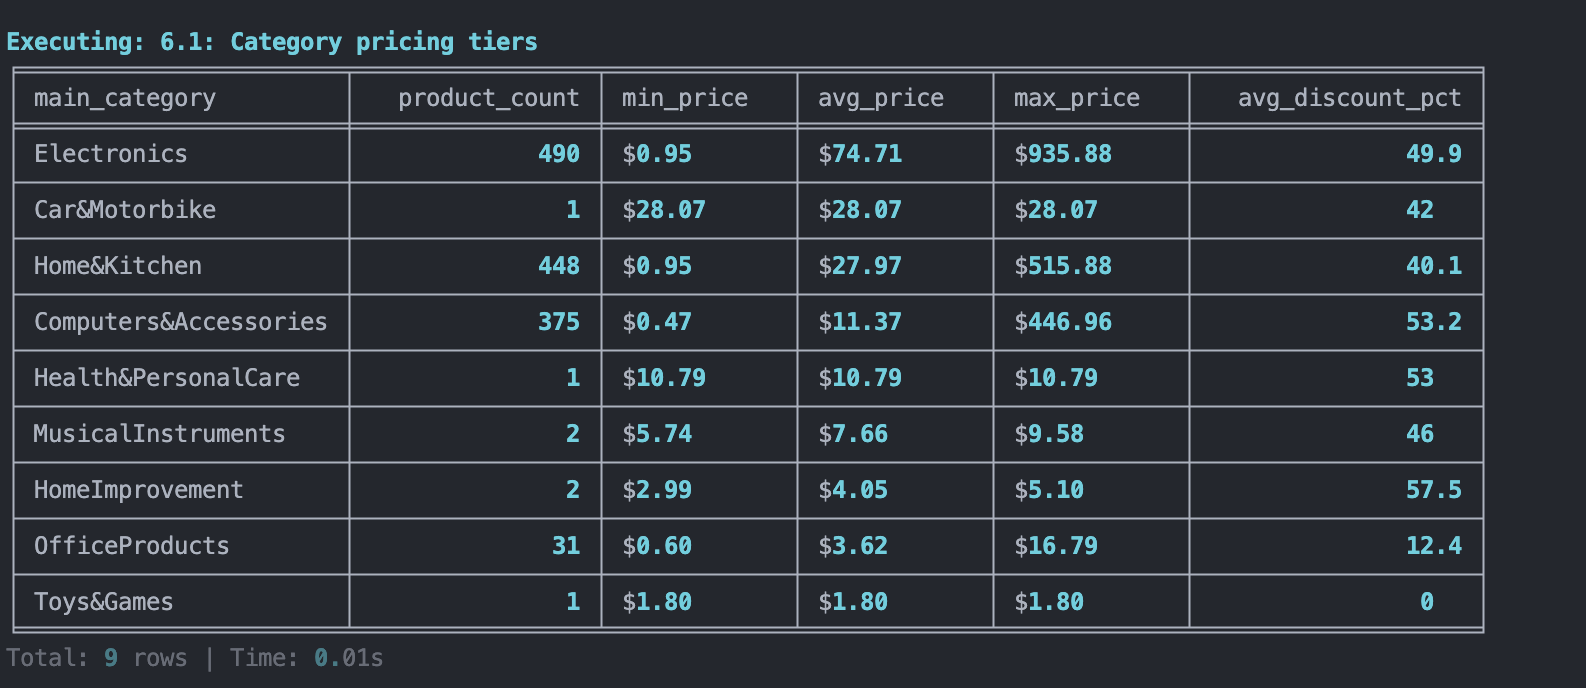 Executing: 6.1: Category pricing tiers
main_category product_count min_price avg_price max_price avg_discount_pct
Electronics 490 $0.95 $74.71 $935.88 49.9
Car&Motorbike 1 $28.07 $28.07 $28.07 42
Home&Kitchen 448 $0.95 $27.97 $515.88 40.1
Computers&Accessories 375 $0.47 $11.37 $446.96 53.2
Health&PersonalCare 1 $10.79 $10.79 $10.79 53
MusicalInstruments 2 $5.74 $7.66 $9.58 46
HomeImprovement 2 $2.99 $4.05 $5.10 57.5
OfficeProducts 31 $0.60 $3.62 $16.79 12.4
Toys&Games 1 $1.80 $1.80 $1.80 0
Total: 9 rows | Time: 0.01s